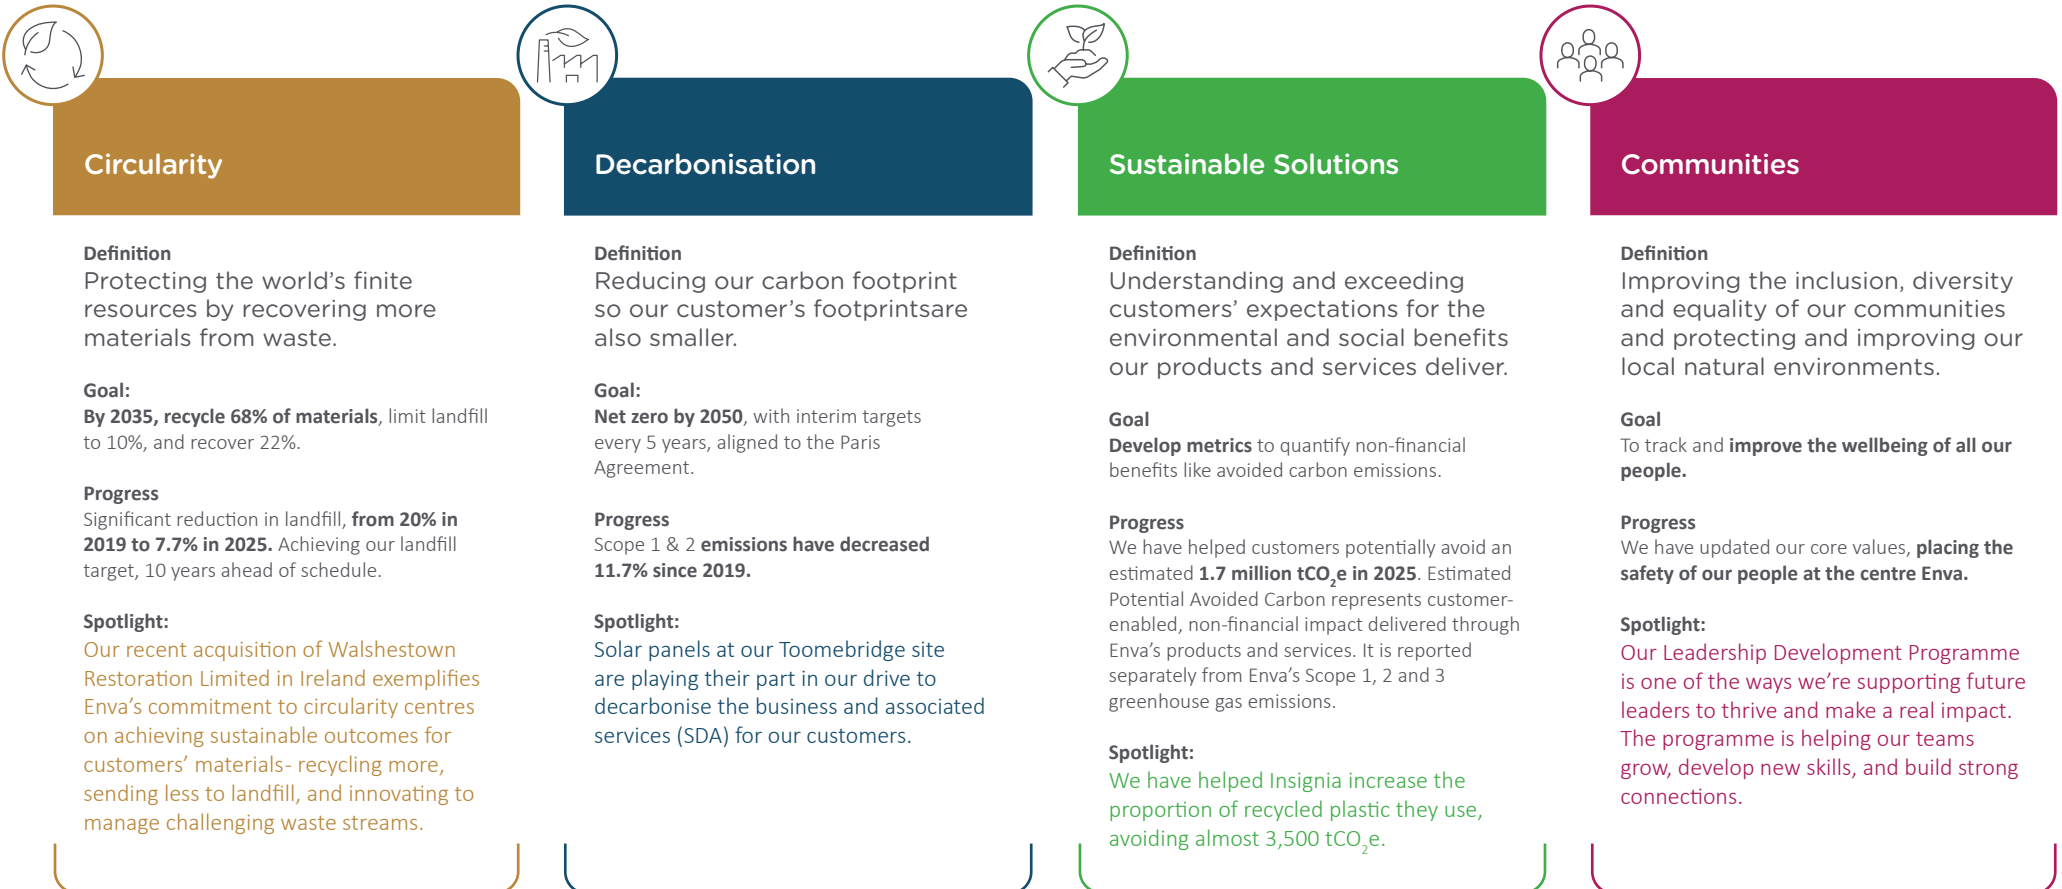 Circularity
Definition
Protecting the world's finite
resources by recovering more
materials from waste.
Goal:
By 2035, recycle 68% of materials, limit landfill
to 10%, and recover 22%.
Progress
Significant reduction in landfill, from 20% in
2019 to 7.7% in 2025. Achieving our landfill
target, 10 years ahead of schedule.
Spotlight:
Our recent acquisition of Walshestown
Restoration Limited in Ireland exemplifies
Enva's commitment to circularity centres
on achieving sustainable outcomes for
customers' materials- recycling more,
sending less to landfill, and innovating to
manage challenging waste streams.
Decarbonisation
Definition
Reducing our carbon footprint
so our customer's footprintsare
also smaller.
Goal:
Net zero by 2050, with interim targets
every 5 years, aligned to the Paris
Agreement.
Progress
Scope 1 & 2 emissions have decreased
11.7% since 2019.
Spotlight:
Solar panels at our Toomebridge site
are playing their part in our drive to
decarbonise the business and associated
services (SDA) for our customers.
Sustainable Solutions
Definition
Understanding and exceeding
customers' expectations for the
environmental and social benefits
our products and services deliver.
Goal
Develop metrics to quantify non-financial
benefits like avoided carbon emissions.
Progress
We have helped customers potentially avoid an
estimated 1.7 million tCO₂e in 2025. Estimated
Potential Avoided Carbon represents customer-
enabled, non-financial impact delivered through
Enva's products and services. It is reported
separately from Enva's Scope 1, 2 and 3
greenhouse gas emissions.
Spotlight:
We have helped Insignia increase the
proportion of recycled plastic they use,
avoiding almost 3,500 tCO₂e.
Communities
Definition
Improving the inclusion, diversity
and equality of our communities
and protecting and improving our
local natural environments.
Goal
To track and improve the wellbeing of all our
people.
Progress
We have updated our core values, placing the
safety of our people at the centre Enva.
Spotlight:
Our Leadership Development Programme
is one of the ways we're supporting future
leaders to thrive and make a real impact.
The programme is helping our teams
grow, develop new skills, and build strong
connections.